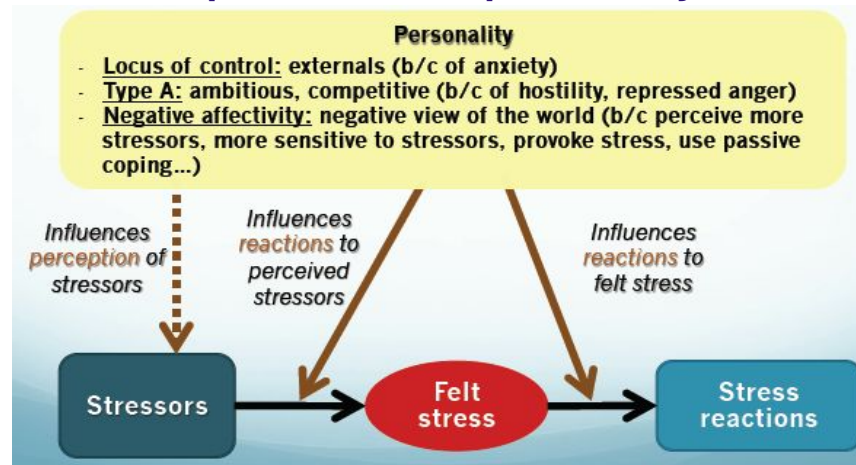 Personality
- Locus of control: externals (b/c of anxiety)
- Type A: ambitious, competitive (b/c of hostility, repressed anger)
- Negative affectivity: negative view of the world (b/c perceive more
stressors, more sensitive to stressors, provoke stress, use passive
coping...)
Influences
perception of
stressors
Influences
reactions to
perceived
stressors
Influences
reactions to
felt stress
Stressors
Felt
stress
Stress
reactions